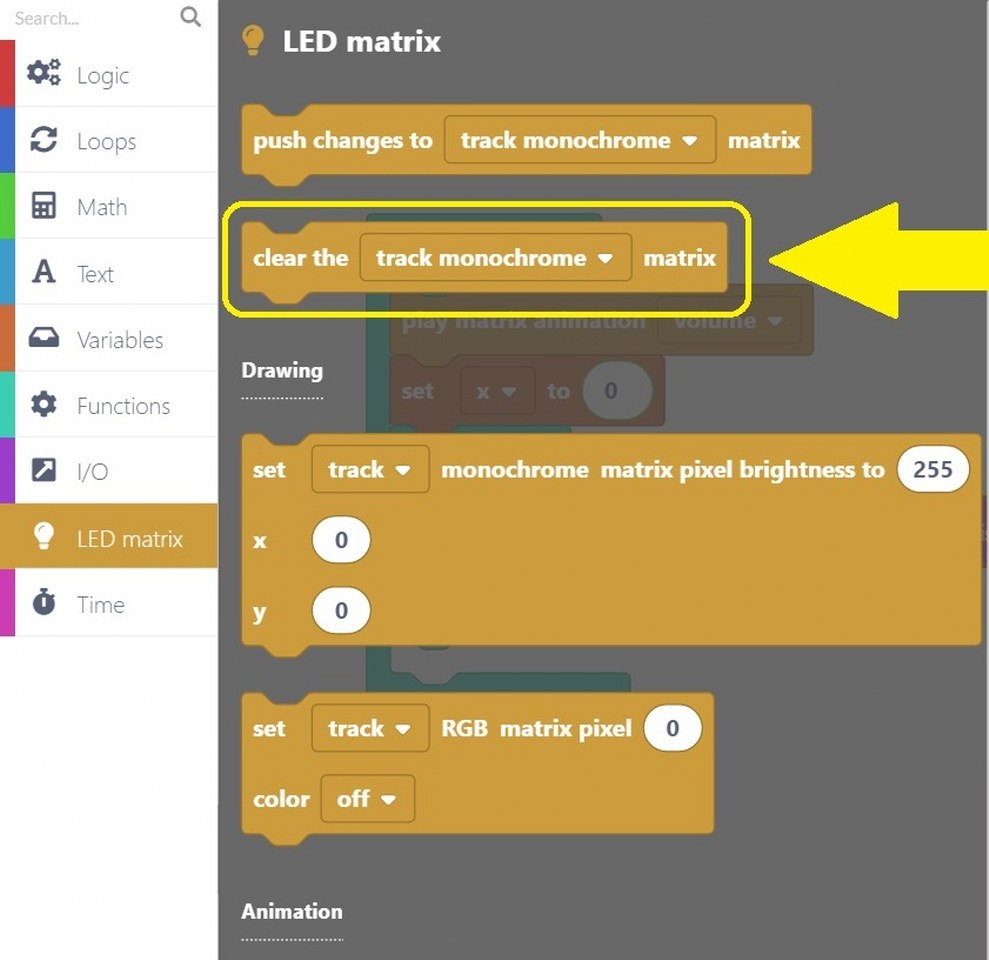 Search...
Logic
Loops
Math
Text
Variables
Functions
I/O
LED matrix
Time
LED matrix
push changes to track monochrome matrix
clear the track monochrome matrix
play matrix animation volume
set x to 0
Drawing
set track monochrome matrix pixel brightness to 255
x 0
y 0
set track RGB matrix pixel 0
color off
Animation